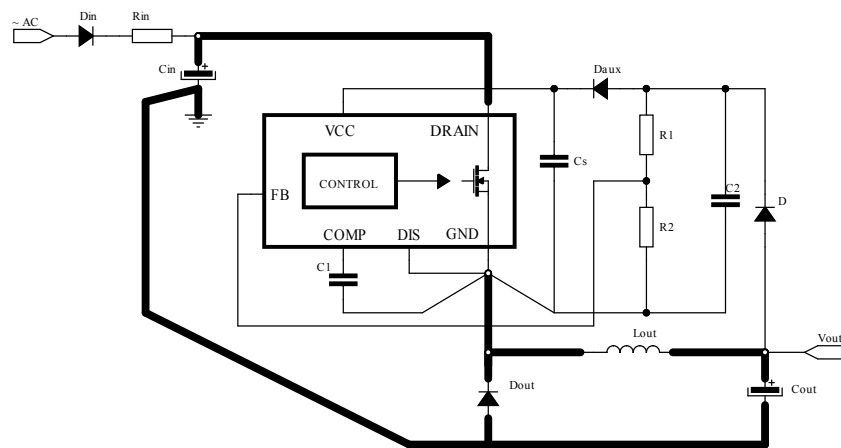 ~ AC
Din
Rin
Cin
+
Daux
VCC
DRAIN
R1
Cs
CONTROL
FB
C2
D
R2
COMP
DIS
GND
C1
Lout
Vout
Dout
+
Cout